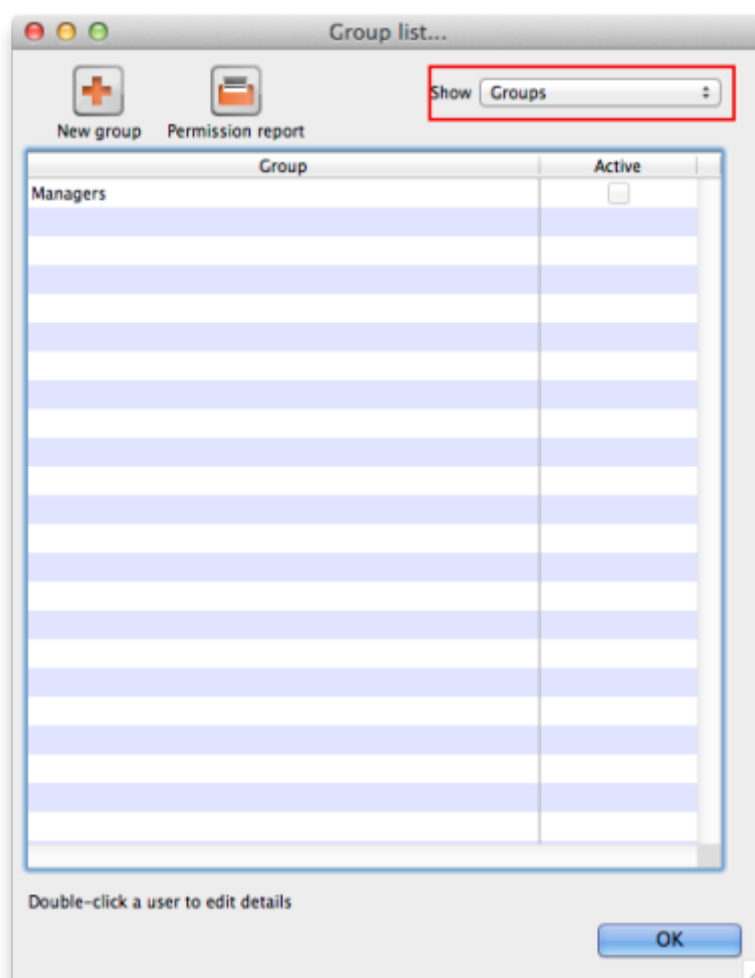 Group list...
Show Groups
New group Permission report
Group Active
Managers
Double-click a user to edit details
OK